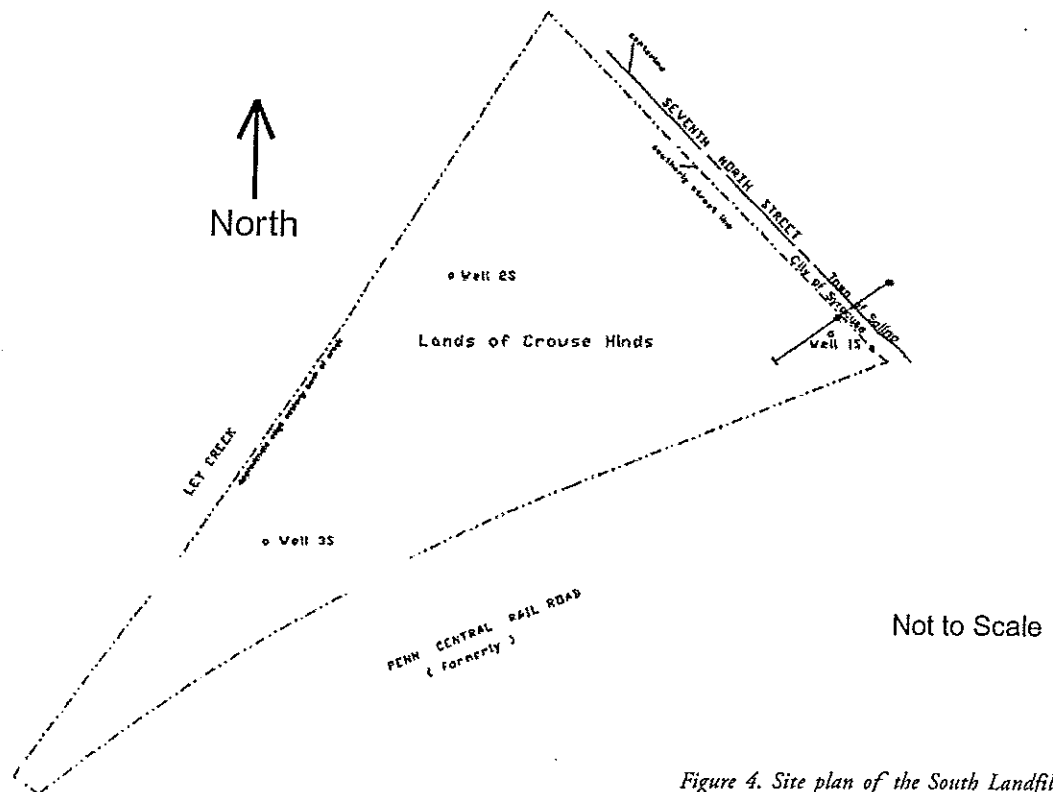 centerline
SEVENTH NORTH STREET
southerly street line
North
Town of Salina
City of Syracuse
Well 2S
Lands of Crouse Hinds
Well 1S
LEY CREEK
Well 3S
PENN CENTRAL RAIL ROAD
( Formerly )
Not to Scale
Figure 4. Site plan of the South Landfil